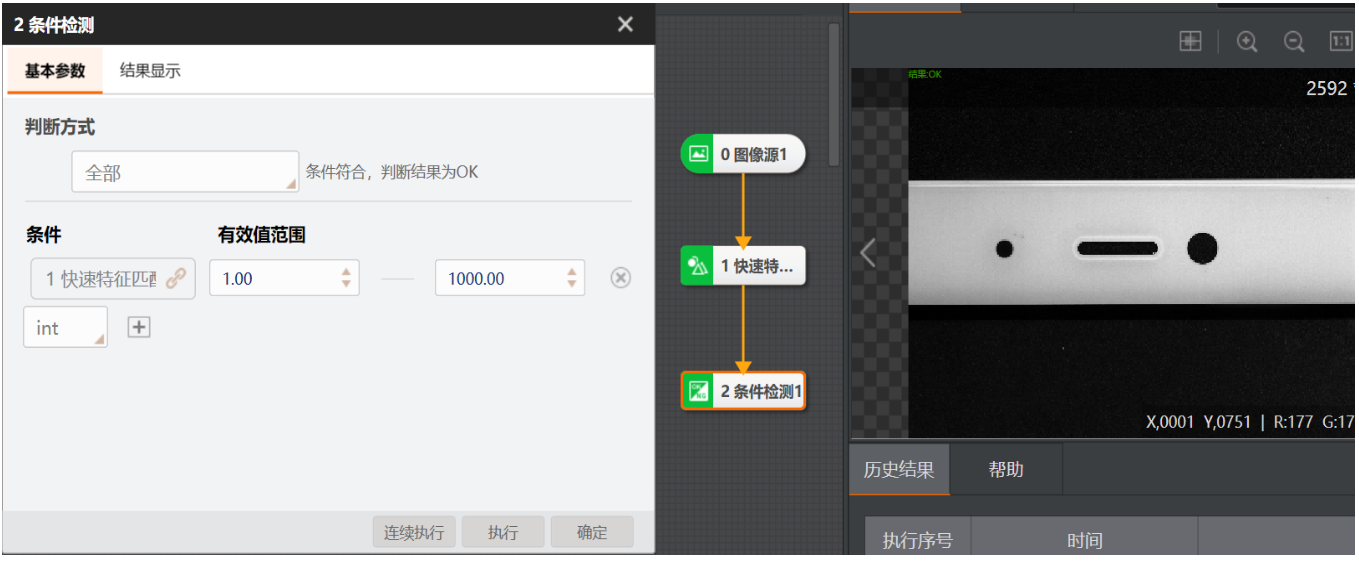 2 条件检测
基本参数
结果显示
判断方式
全部
条件符合，判断结果为OK
条件
有效值范围
1 快速特征匹
1.00
1000.00
int
连续执行
执行
确定
0 图像源1
1 快速特...
2 条件检测1
1:1
结果:OK
2592
X,0001 Y,0751 | R:177 G:17
历史结果
帮助
执行序号
时间